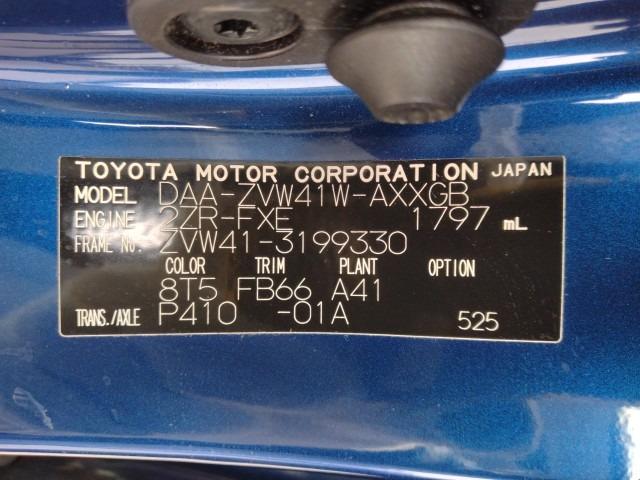 TOYOTA MOTOR CORPORATION JAPAN
MODEL DAA-ZVW41W-AXXGB
ENGINE 2ZR-FXE 1797 mL
FRAME No. ZVW41-3199330
COLOR TRIM PLANT OPTION
8T5 FB66 A41
TRANS./AXLE P410 -01A 525